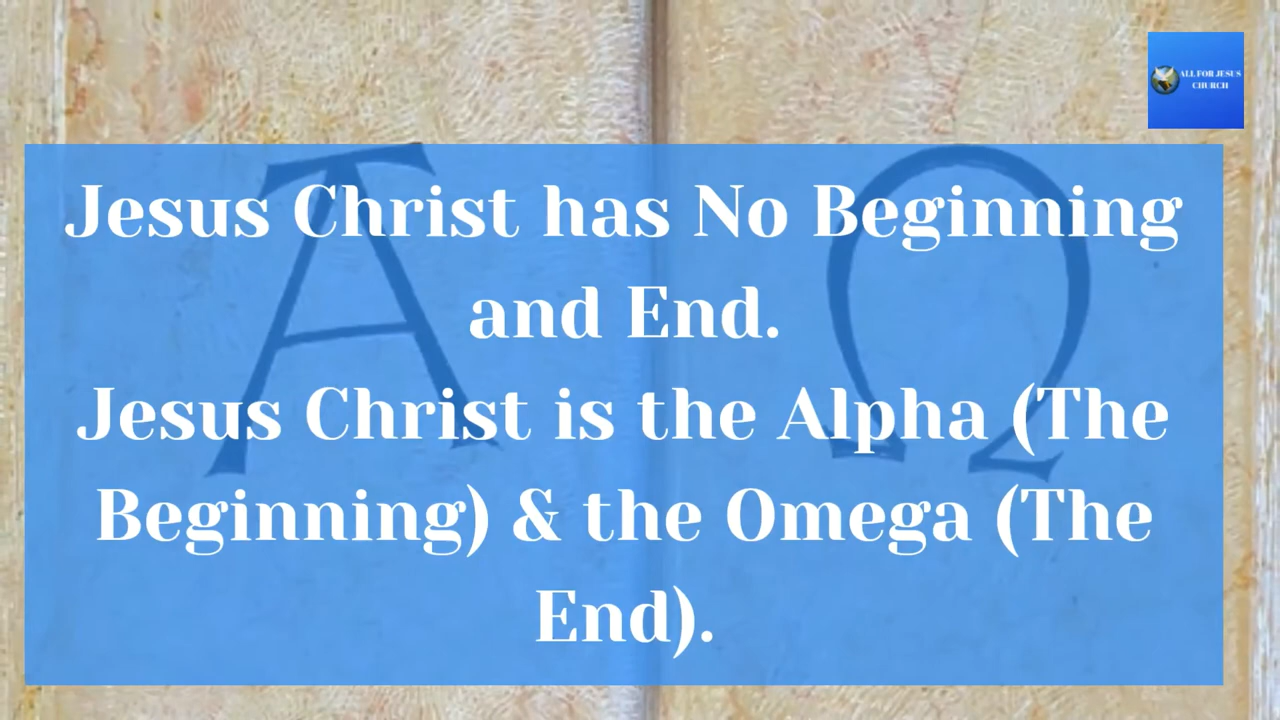 ALL FOR JESUS
CHURCH
Α Ω
Jesus Christ has No Beginning
and End.
Jesus Christ is the Alpha (The
Beginning) & the Omega (The
End).